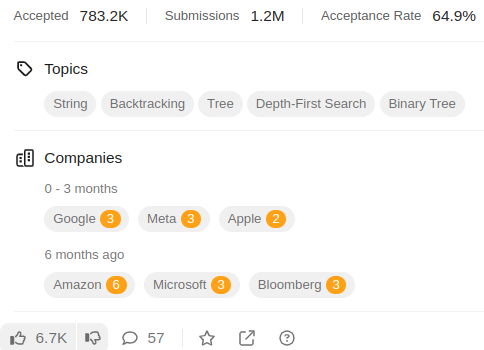 Accepted 783.2K Submissions 1.2M Acceptance Rate 64.9%
Topics
String Backtracking Tree Depth-First Search Binary Tree
Companies
0 - 3 months
Google 3 Meta 3 Apple 2
6 months ago
Amazon 6 Microsoft 3 Bloomberg 3
6.7K 57